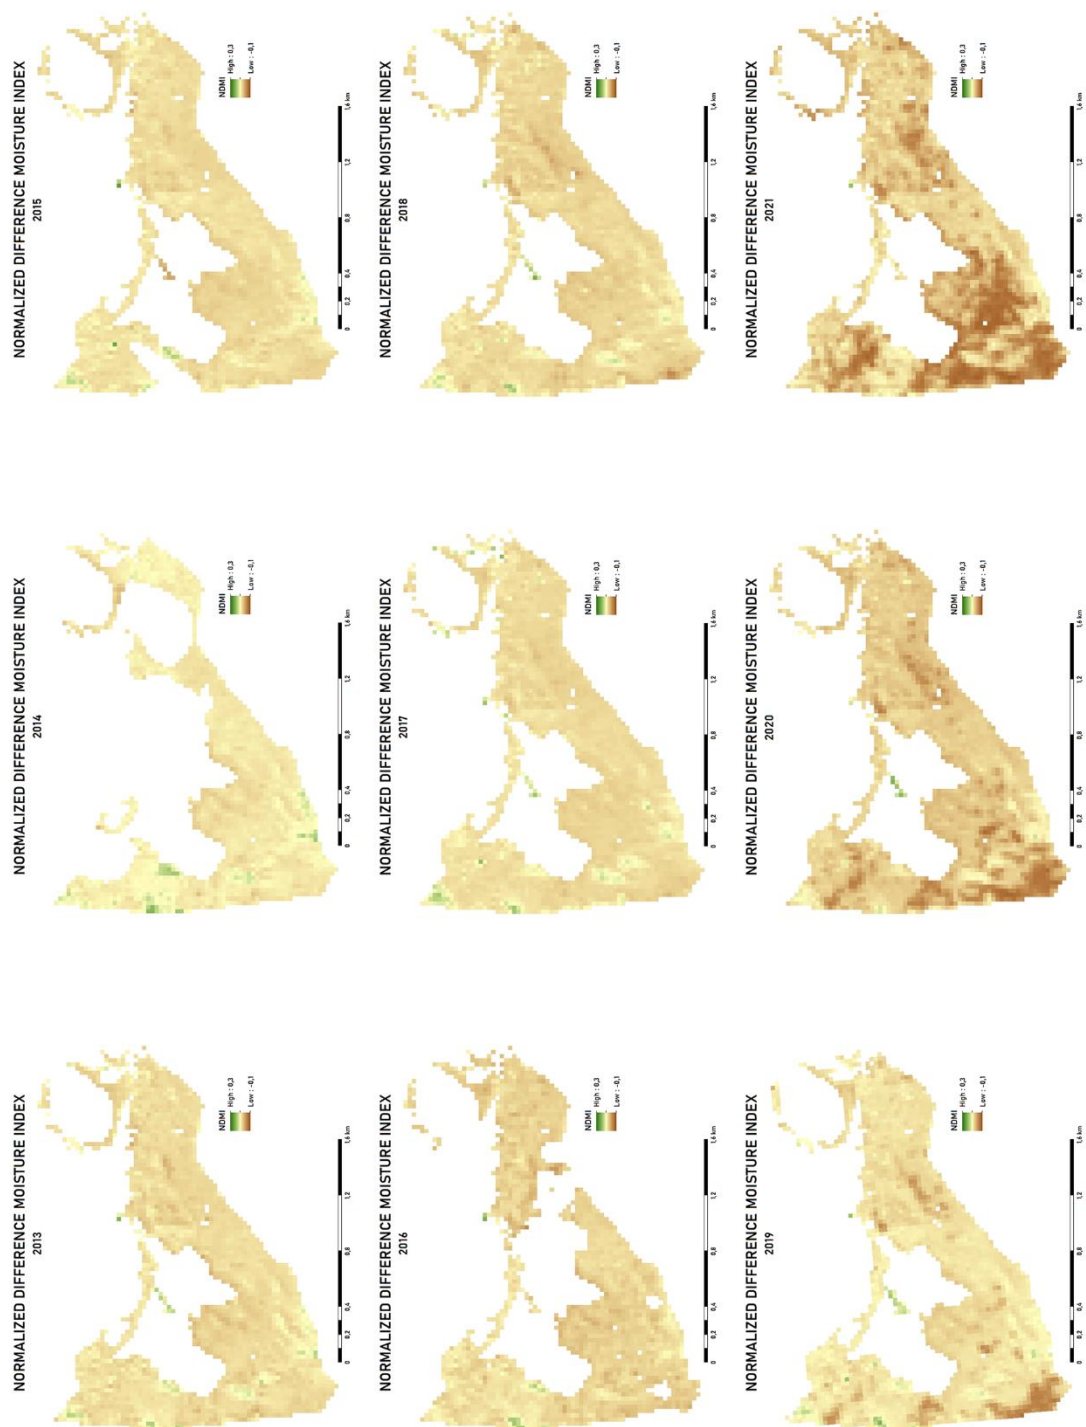 NORMALIZED DIFFERENCE MOISTURE INDEX
2013
NDMI
High : 0,3
Low : -0,1
0 0,2 0,4 0,8 1,2 1,6 km
NORMALIZED DIFFERENCE MOISTURE INDEX
2014
NDMI
High : 0,3
Low : -0,1
0 0,2 0,4 0,8 1,2 1,6 km
NORMALIZED DIFFERENCE MOISTURE INDEX
2015
NDMI
High : 0,3
Low : -0,1
0 0,2 0,4 0,8 1,2 1,6 km
NORMALIZED DIFFERENCE MOISTURE INDEX
2016
NDMI
High : 0,3
Low : -0,1
0 0,2 0,4 0,8 1,2 1,6 km
NORMALIZED DIFFERENCE MOISTURE INDEX
2017
NDMI
High : 0,3
Low : -0,1
0 0,2 0,4 0,8 1,2 1,6 km
NORMALIZED DIFFERENCE MOISTURE INDEX
2018
NDMI
High : 0,3
Low : -0,1
0 0,2 0,4 0,8 1,2 1,6 km
NORMALIZED DIFFERENCE MOISTURE INDEX
2019
NDMI
High : 0,3
Low : -0,1
0 0,2 0,4 0,8 1,2 1,6 km
NORMALIZED DIFFERENCE MOISTURE INDEX
2020
NDMI
High : 0,3
Low : -0,1
0 0,2 0,4 0,8 1,2 1,6 km
NORMALIZED DIFFERENCE MOISTURE INDEX
2021
NDMI
High : 0,3
Low : -0,1
0 0,2 0,4 0,8 1,2 1,6 km